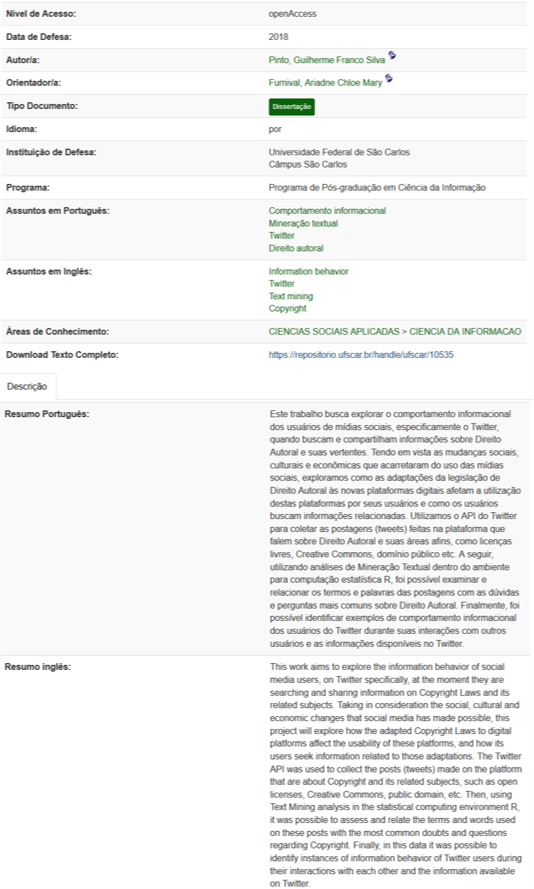 Nível de Acesso: openAccess
Data de Defesa: 2018
Autor/a: Pinto, Guilherme Franco Silva
Orientador/a: Furnival, Ariadne Chloe Mary
Tipo Documento: Dissertação
Idioma: por
Instituição de Defesa: Universidade Federal de São Carlos
Câmpus São Carlos
Programa: Programa de Pós-graduação em Ciência da Informação
Assuntos em Português: Comportamento informacional
Mineração textual
Twitter
Direito autoral
Assuntos em Inglês: Information behavior
Twitter
Text mining
Copyright
Áreas de Conhecimento: CIENCIAS SOCIAIS APLICADAS > CIENCIA DA INFORMACAO
Download Texto Completo: https://repositorio.ufscar.br/handle/ufscar/10535
Descrição
Resumo Português: Este trabalho busca explorar o comportamento informacional
dos usuários de mídias sociais, especificamente o Twitter,
quando buscam e compartilham informações sobre Direito
Autoral e suas vertentes. Tendo em vista as mudanças sociais,
culturais e econômicas que acarretaram do uso das mídias
sociais, exploramos como as adaptações da legislação de
Direito Autoral às novas plataformas digitais afetam a utilização
destas plataformas por seus usuários e como os usuários
buscam informações relacionadas. Utilizamos o API do Twitter
para coletar as postagens (tweets) feitas na plataforma que
falem sobre Direito Autoral e suas áreas afins, como licenças
livres, Creative Commons, domínio público etc. A seguir,
utilizando análises de Mineração Textual dentro do ambiente
para computação estatística R, foi possível examinar e
relacionar os termos e palavras das postagens com as dúvidas
e perguntas mais comuns sobre Direito Autoral. Finalmente, foi
possível identificar exemplos de comportamento informacional
dos usuários do Twitter durante suas interações com outros
usuários e as informações disponíveis no Twitter.
Resumo inglês: This work aims to explore the information behavior of social
media users, on Twitter specifically, at the moment they are
searching and sharing information on Copyright Laws and its
related subjects. Taking in consideration the social, cultural and
economic changes that social media has made possible, this
project will explore how the adapted Copyright Laws to digital
platforms affect the usability of these platforms, and how its
users seek information related to those adaptations. The Twitter
API was used to collect the posts (tweets) made on the platform
that are about Copyright and its related subjects, such as open
licenses, Creative Commons, public domain, etc. Then, using
Text Mining analysis in the statistical computing environment R,
it was possible to assess and relate the terms and words used
on these posts with the most common doubts and questions
regarding Copyright. Finally, in this data it was possible to
identify instances of information behavior of Twitter users during
their interactions with each other and the information available
on Twitter.